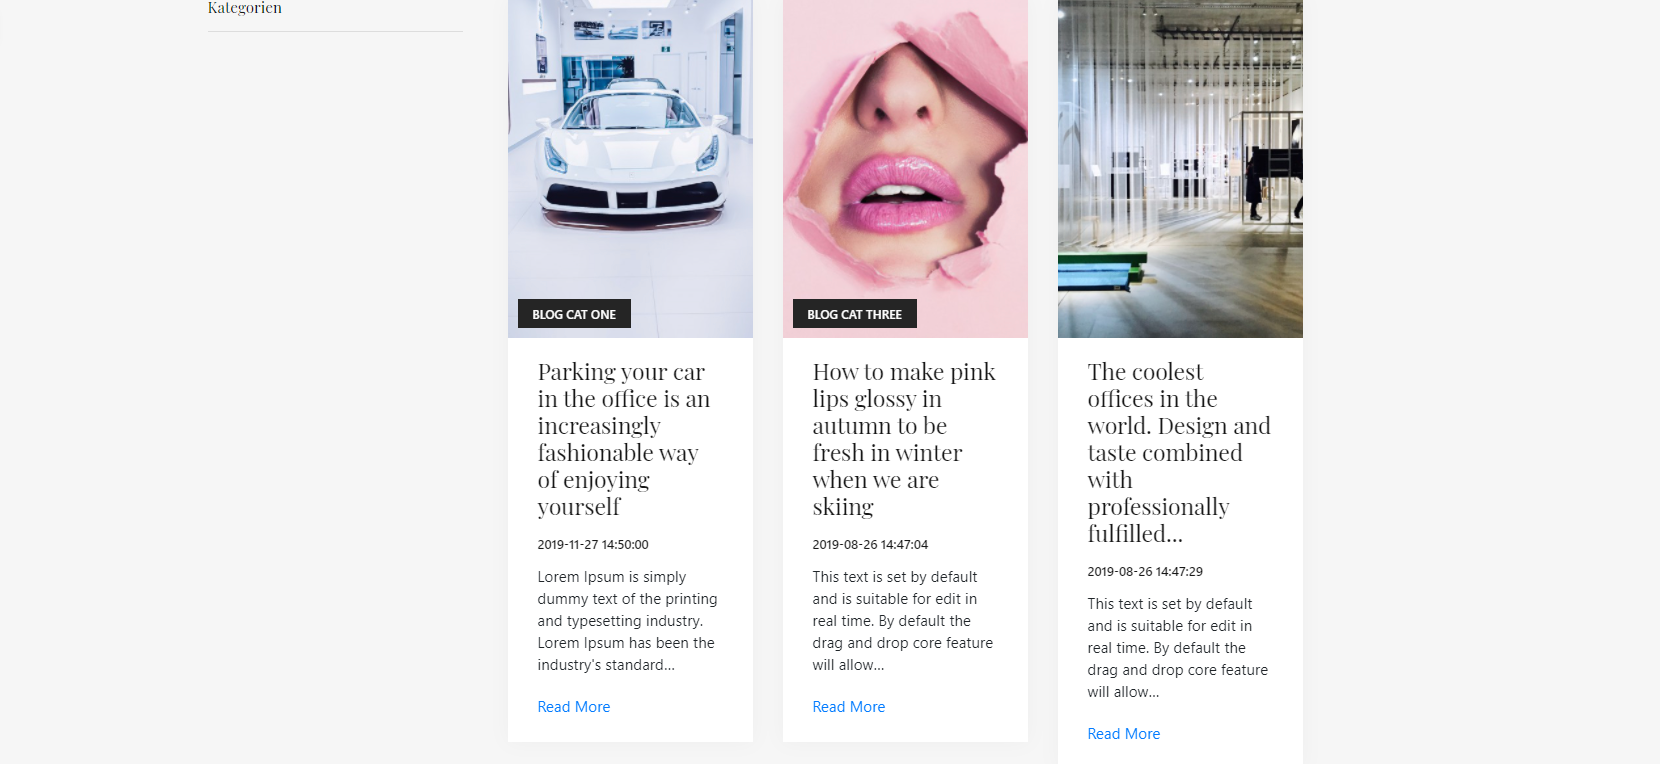 Kategorien
BLOG CAT ONE
Parking your car
in the office is an
increasingly
fashionable way
of enjoying
yourself
2019-11-27 14:50:00
Lorem Ipsum is simply
dummy text of the printing
and typesetting industry.
Lorem Ipsum has been the
industry's standard...
Read More
BLOG CAT THREE
How to make pink
lips glossy in
autumn to be
fresh in winter
when we are
skiing
2019-08-26 14:47:04
This text is set by default
and is suitable for edit in
real time. By default the
drag and drop core feature
will allow...
Read More
The coolest
offices in the
world. Design and
taste combined
with
professionally
fulfilled...
2019-08-26 14:47:29
This text is set by default
and is suitable for edit in
real time. By default the
drag and drop core feature
will allow...
Read More